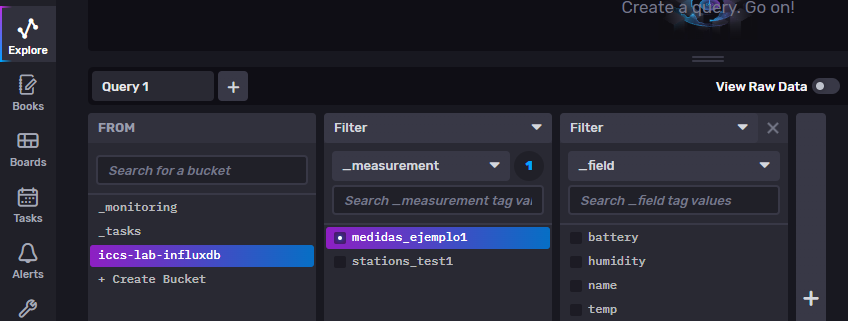 Create a query. Go on!
Explore
Books
Boards
Tasks
Alerts
Query 1
+
View Raw Data
FROM
Search for a bucket
_monitoring
_tasks
iccs-lab-influxdb
+ Create Bucket
Filter
_measurement
1
Search _measurement tag va
medidas_ejemplo1
stations_test1
Filter
_field
Search _field tag values
battery
humidity
name
temp
+